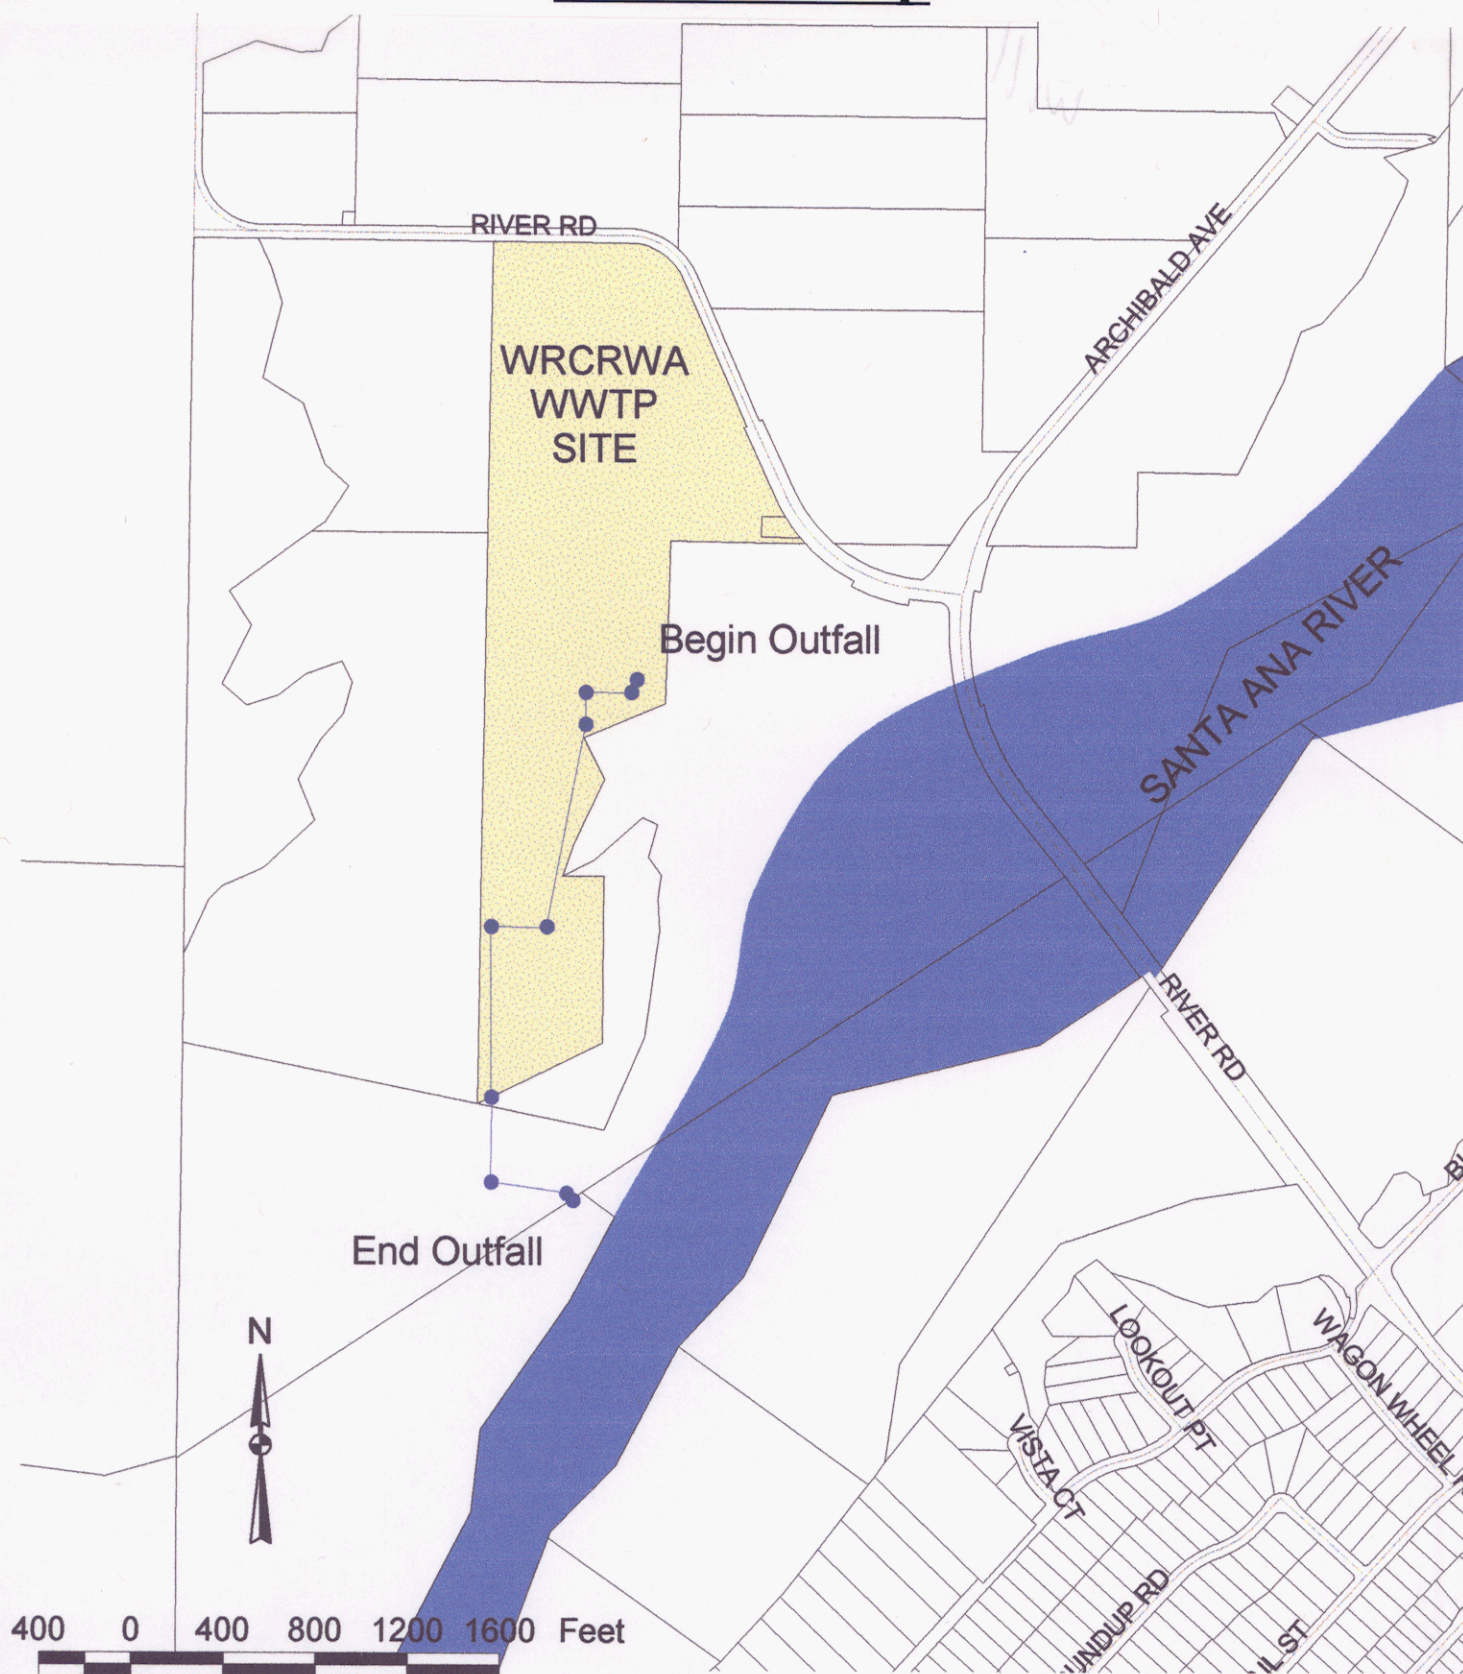 RIVER RD
ARCHIBALD AVE
WRCRWA
WWTP
SITE
Begin Outfall
SANTA ANA RIVER
RIVER RD
End Outfall
N
LOOKOUT PT
WAGON WHEEL
VISTA CT
400 0 400 800 1200 1600 Feet